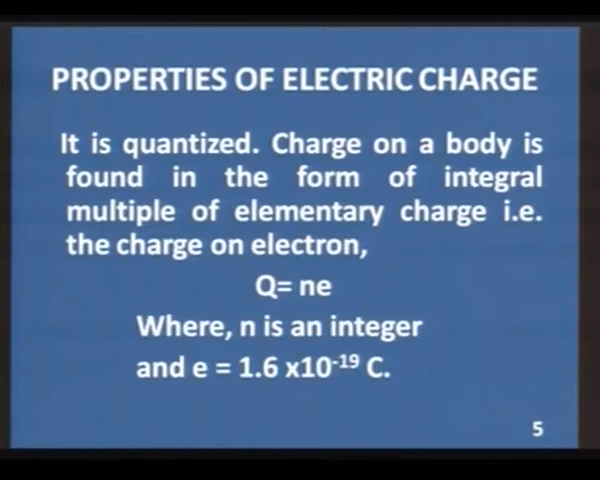 PROPERTIES OF ELECTRIC CHARGE
It is quantized. Charge on a body is
found in the form of integral
multiple of elementary charge i.e.
the charge on electron,
Q= ne
Where, n is an integer
and e = 1.6 x10⁻¹⁹ C.
5